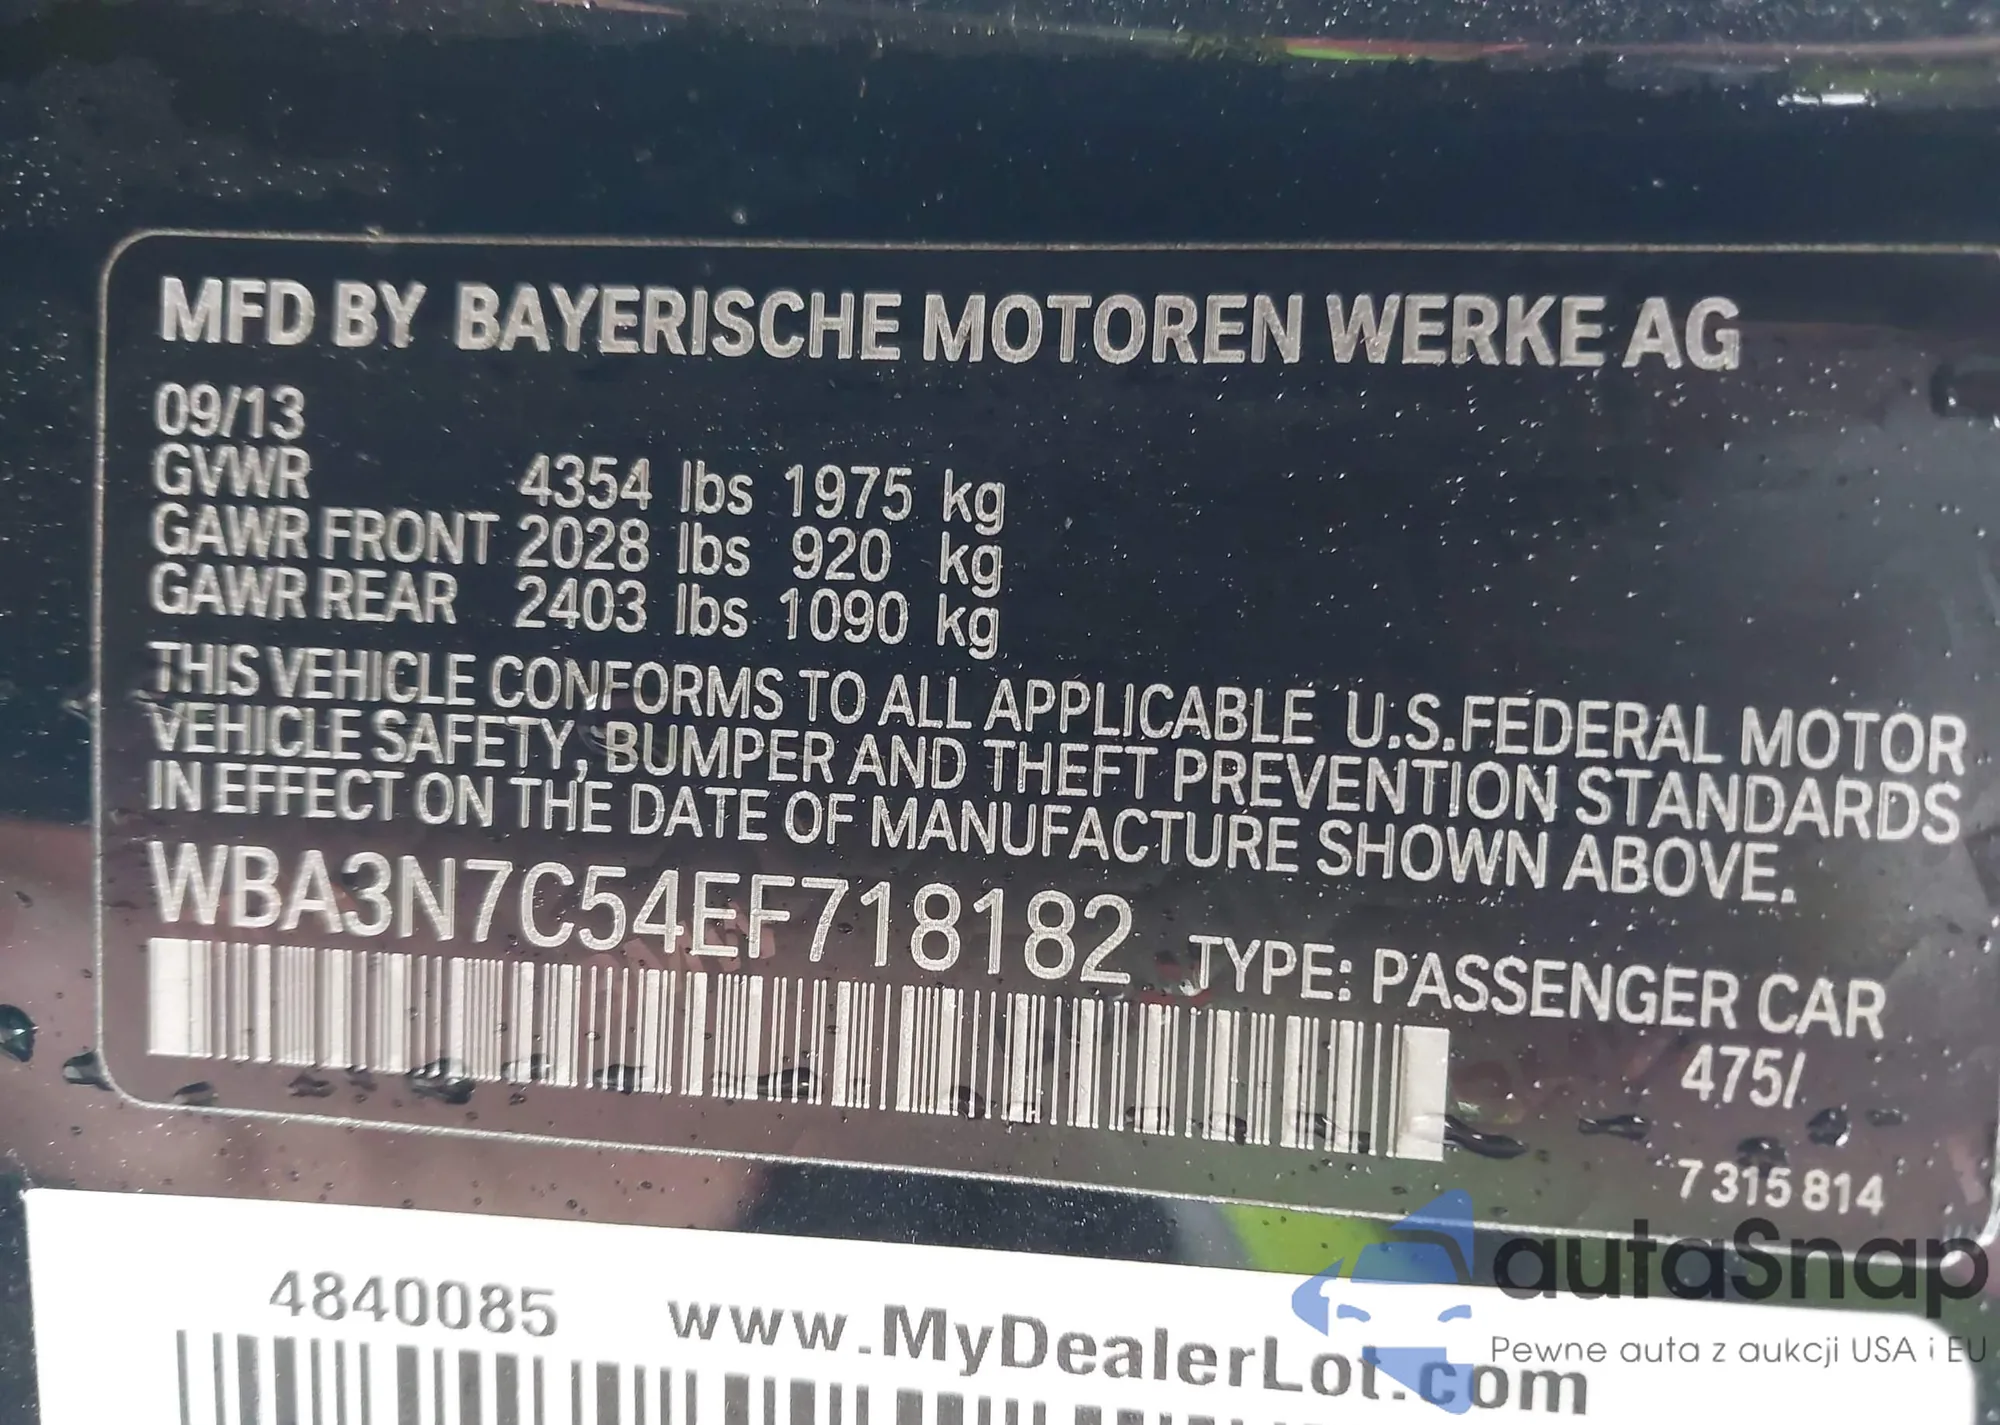 MFD BY BAYERISCHE MOTOREN WERKE AG
09/13
GVWR 4354 lbs 1975 kg
GAWR FRONT 2028 lbs 920 kg
GAWR REAR 2403 lbs 1090 kg
THIS VEHICLE CONFORMS TO ALL APPLICABLE U.S.FEDERAL MOTOR
VEHICLE SAFETY, BUMPER AND THEFT PREVENTION STANDARDS
IN EFFECT ON THE DATE OF MANUFACTURE SHOWN ABOVE.
WBA3N7C54EF718182 TYPE: PASSENGER CAR
475/
7 315 814
4840085 www.MyDealerLot.com
autaSnap
Pewne auta z aukcji USA i EU